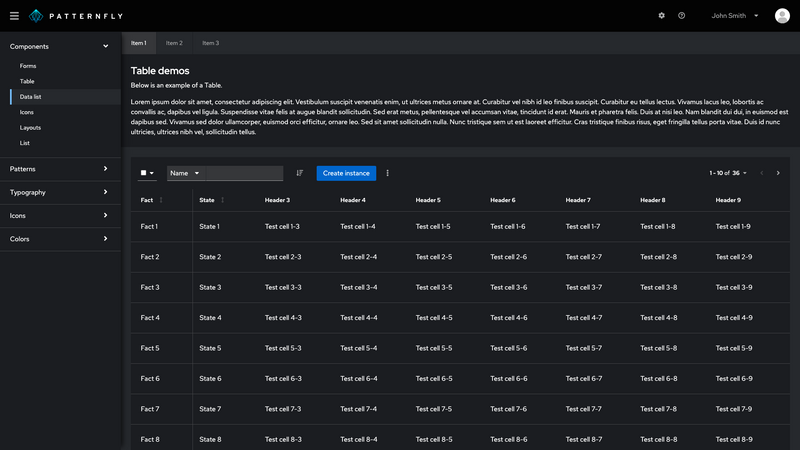 PATTERNFLY
John Smith
Components
Forms
Table
Data list
Icons
Layouts
List
Patterns
Typography
Icons
Colors
Item 1 Item 2 Item 3
Table demos
Below is an example of a Table.
Lorem ipsum dolor sit amet, consectetur adipiscing elit. Vestibulum suscipit venenatis enim, ut ultrices metus ornare at. Curabitur vel nibh id leo finibus suscipit. Curabitur eu tellus lectus. Vivamus lacus leo, lobortis ac
convallis ac, dapibus vel ligula. Suspendisse vitae felis at augue blandit sollicitudin. Sed erat metus, pellentesque vel accumsan vitae, tincidunt id erat. Mauris et pharetra felis. Duis at nisi leo. Nam blandit dui dui, in euismod est
dapibus sed. Vivamus sed dolor ullamcorper, euismod orci efficitur, ornare leo. Sed sit amet sollicitudin nulla. Nunc tristique sem ut est laoreet efficitur. Cras tristique finibus risus, eget fringilla tellus porta vitae. Duis id nunc
ultricies, ultrices nibh vel, sollicitudin tellus.
Name Create instance 1 - 10 of 36
Fact State Header 3 Header 4 Header 5 Header 6 Header 7 Header 8 Header 9
Fact 1 State 1 Test cell 1-3 Test cell 1-4 Test cell 1-5 Test cell 1-6 Test cell 1-7 Test cell 1-8 Test cell 1-9
Fact 2 State 2 Test cell 2-3 Test cell 2-4 Test cell 2-5 Test cell 2-6 Test cell 2-7 Test cell 2-8 Test cell 2-9
Fact 3 State 3 Test cell 3-3 Test cell 3-4 Test cell 3-5 Test cell 3-6 Test cell 3-7 Test cell 3-8 Test cell 3-9
Fact 4 State 4 Test cell 4-3 Test cell 4-4 Test cell 4-5 Test cell 4-6 Test cell 4-7 Test cell 4-8 Test cell 4-9
Fact 5 State 5 Test cell 5-3 Test cell 5-4 Test cell 5-5 Test cell 5-6 Test cell 5-7 Test cell 5-8 Test cell 5-9
Fact 6 State 6 Test cell 6-3 Test cell 6-4 Test cell 6-5 Test cell 6-6 Test cell 6-7 Test cell 6-8 Test cell 6-9
Fact 7 State 7 Test cell 7-3 Test cell 7-4 Test cell 7-5 Test cell 7-6 Test cell 7-7 Test cell 7-8 Test cell 7-9
Fact 8 State 8 Test cell 8-3 Test cell 8-4 Test cell 8-5 Test cell 8-6 Test cell 8-7 Test cell 8-8 Test cell 8-9